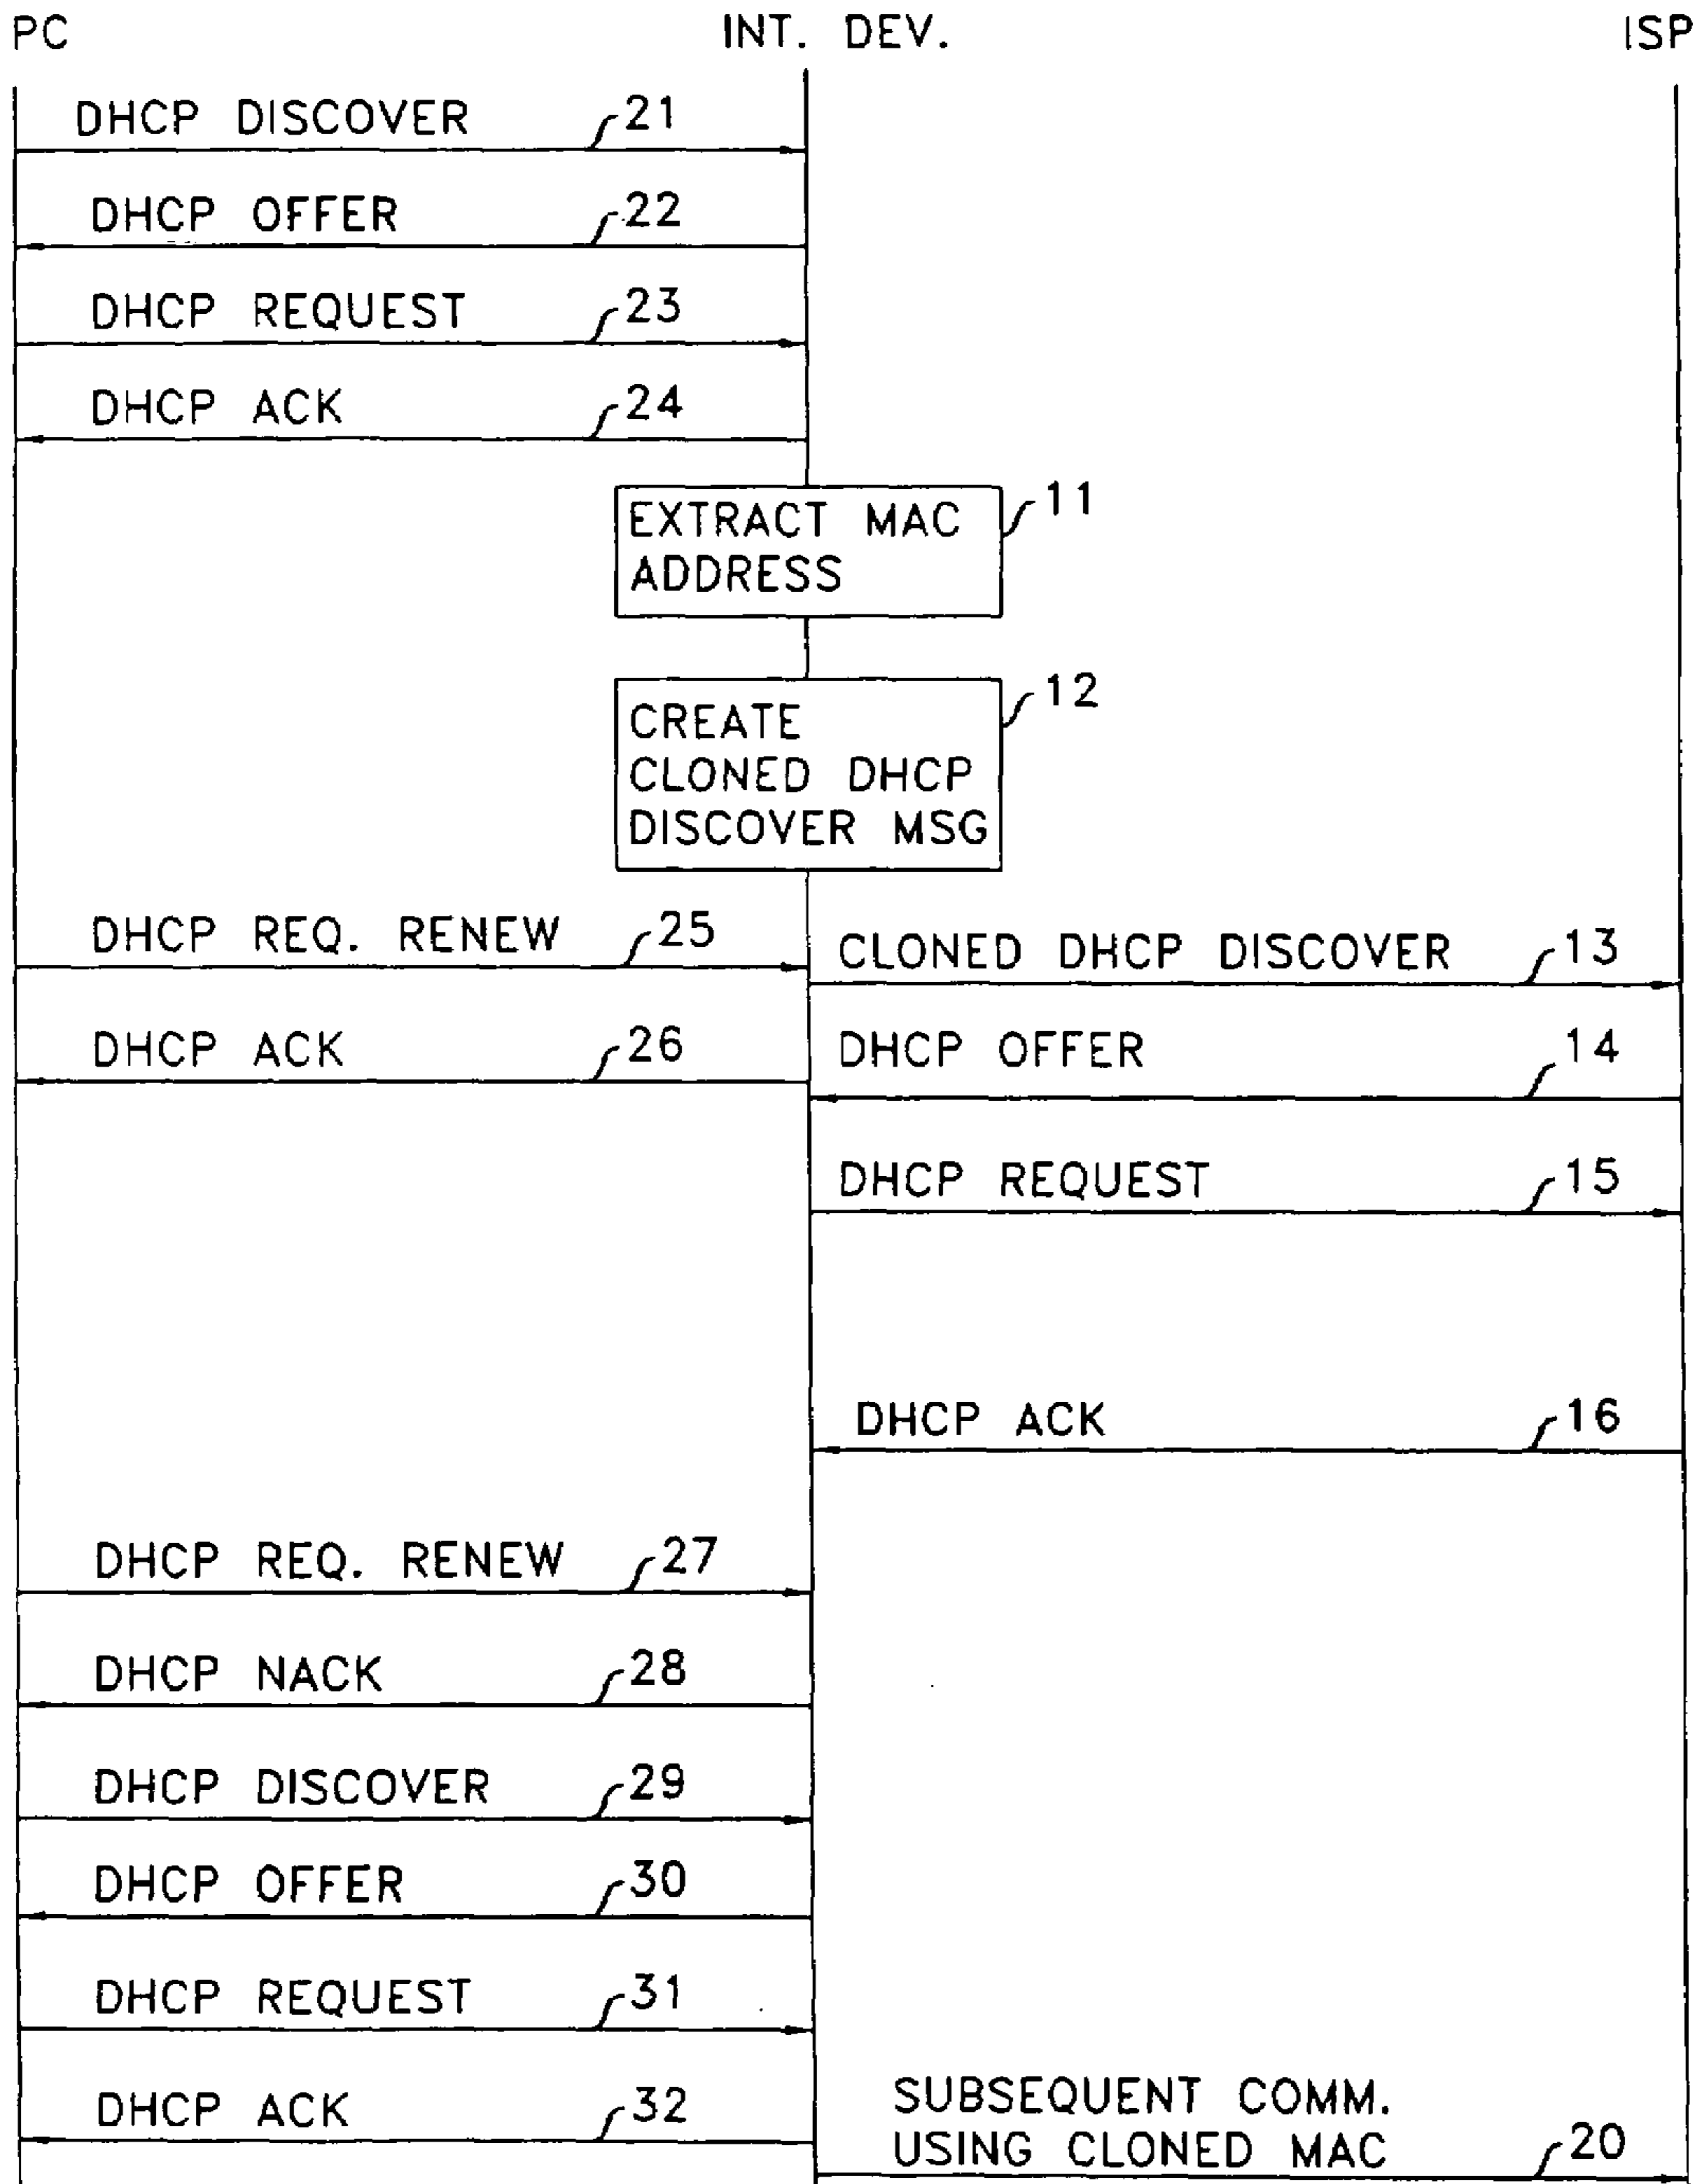 PC
INT. DEV.
ISP
DHCP DISCOVER 21
DHCP OFFER 22
DHCP REQUEST 23
DHCP ACK 24
EXTRACT MAC
ADDRESS
11
CREATE
CLONED DHCP
DISCOVER MSG
12
DHCP REQ. RENEW 25
CLONED DHCP DISCOVER 13
DHCP ACK 26
DHCP OFFER 14
DHCP REQUEST 15
DHCP ACK 16
DHCP REQ. RENEW 27
DHCP NACK 28
DHCP DISCOVER 29
DHCP OFFER 30
DHCP REQUEST 31
DHCP ACK 32
SUBSEQUENT COMM.
USING CLONED MAC 20